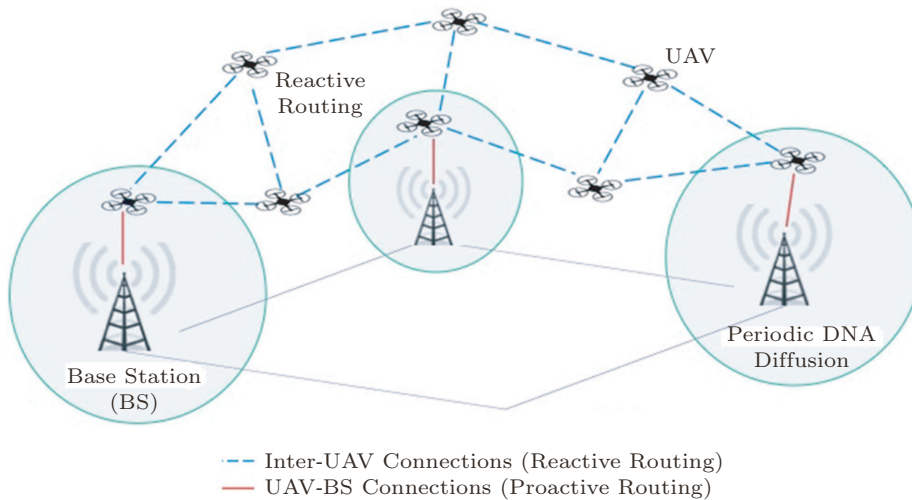 UAV
Reactive
Routing
Periodic DNA
Diffusion
Base Station
(BS)
Inter-UAV Connections (Reactive Routing)
UAV-BS Connections (Proactive Routing)